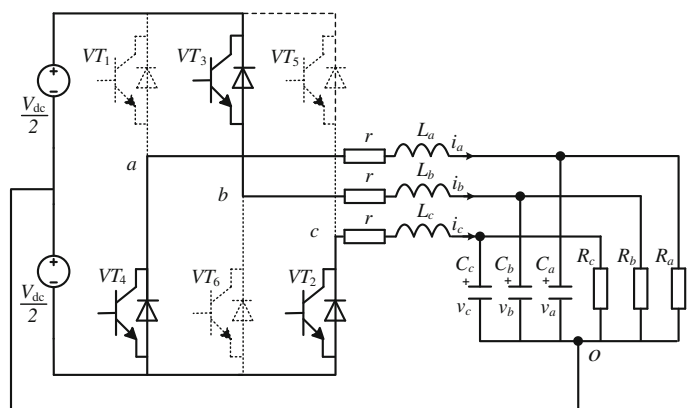 VT1
VT3
VT5
Vdc
2
+
−
a
b
c
r
La
ia
r
Lb
ib
r
Lc
ic
Vdc
2
+
−
VT4
VT6
VT2
Cc
+
vc
Cb
+
vb
Ca
+
va
Rc
Rb
Ra
o